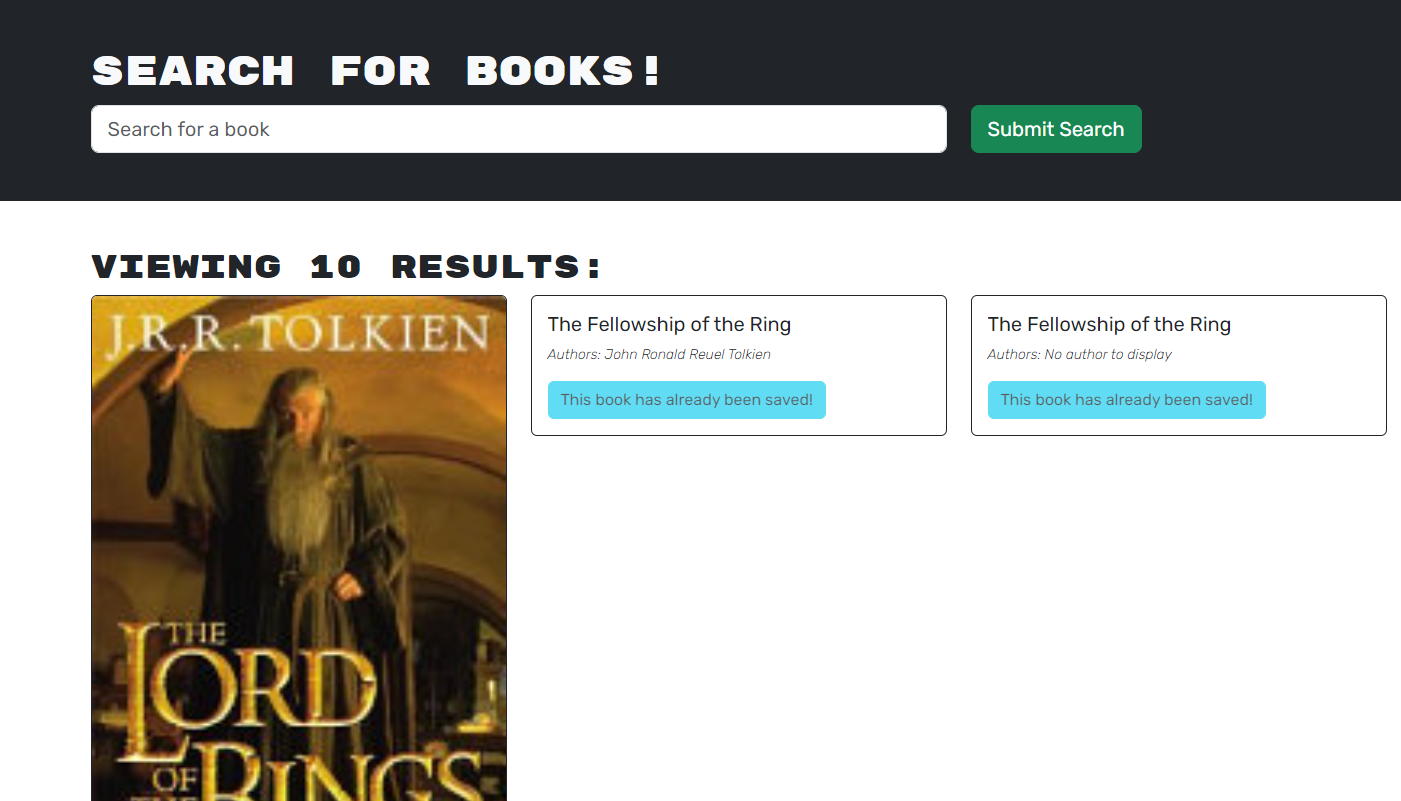 SEARCH FOR BOOKS!
Search for a book
Submit Search
VIEWING 10 RESULTS:
J.R.R. TOLKIEN
THE
LORD
OF
RINGS
The Fellowship of the Ring
Authors: John Ronald Reuel Tolkien
This book has already been saved!
The Fellowship of the Ring
Authors: No author to display
This book has already been saved!